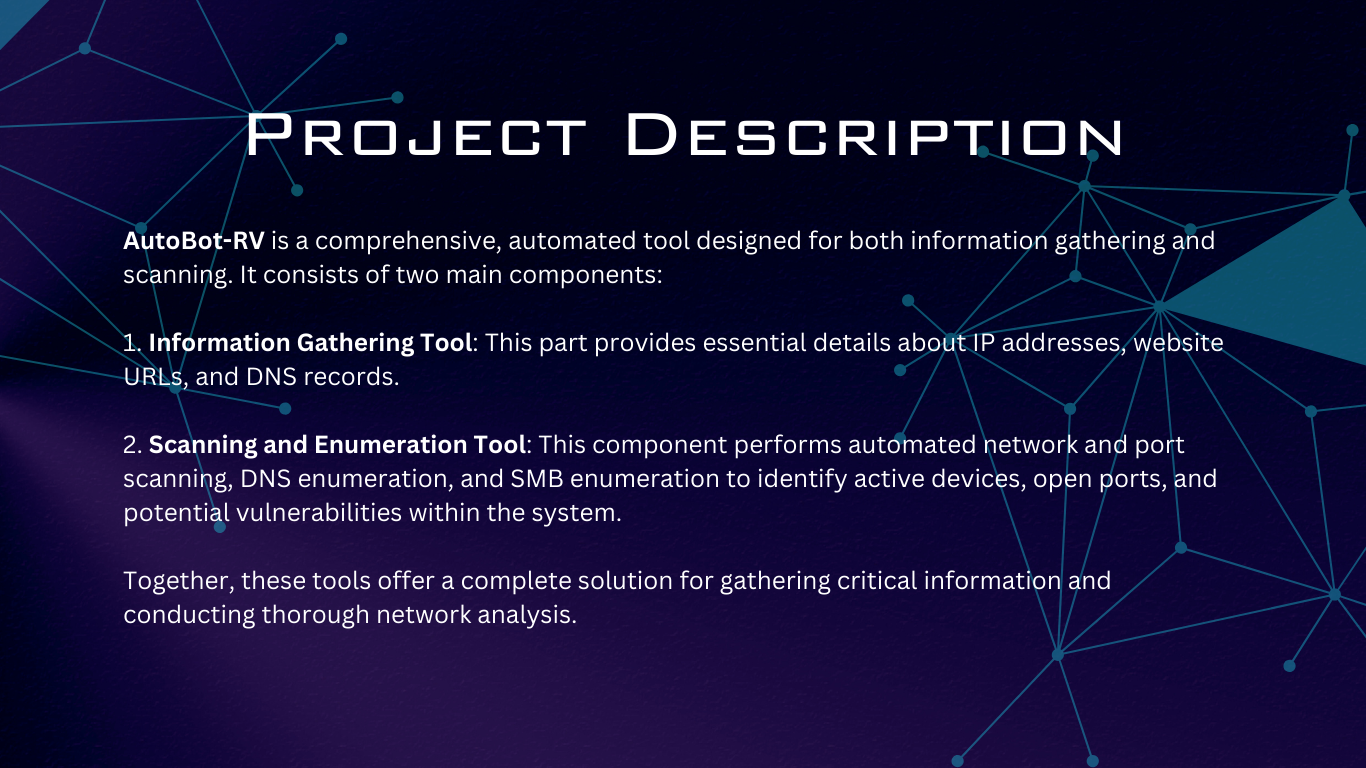 Project Description
AutoBot-RV is a comprehensive, automated tool designed for both information gathering and
scanning. It consists of two main components:
1. Information Gathering Tool: This part provides essential details about IP addresses, website
URLs, and DNS records.
2. Scanning and Enumeration Tool: This component performs automated network and port
scanning, DNS enumeration, and SMB enumeration to identify active devices, open ports, and
potential vulnerabilities within the system.
Together, these tools offer a complete solution for gathering critical information and
conducting thorough network analysis.